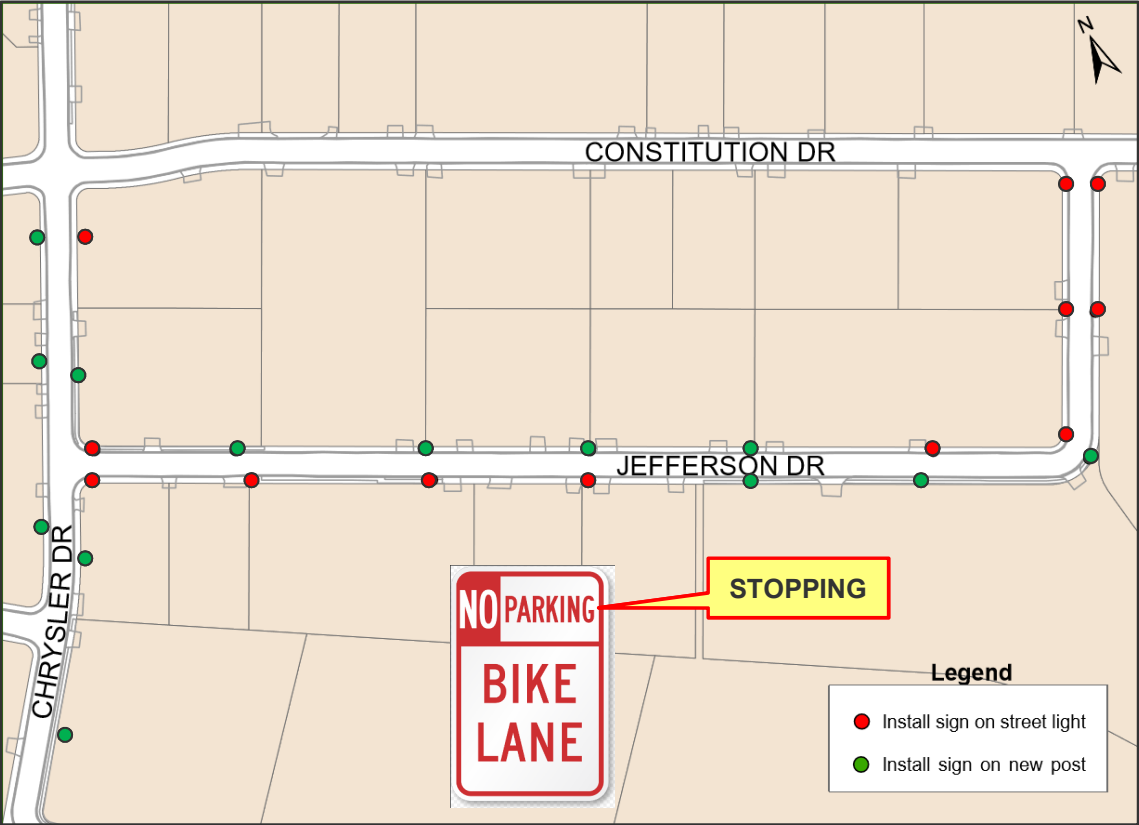 N
CONSTITUTION DR
JEFFERSON DR
CHRYSLER DR
NO PARKING
BIKE
LANE
STOPPING
Legend
Install sign on street light
Install sign on new post